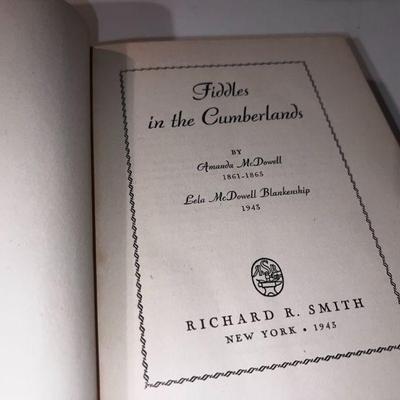 Fiddles
in the Cumberlands
BY
Amanda McDowell
1861-1865
Lela McDowell Blankenship
1943
RICHARD R. SMITH
NEW YORK · 1943